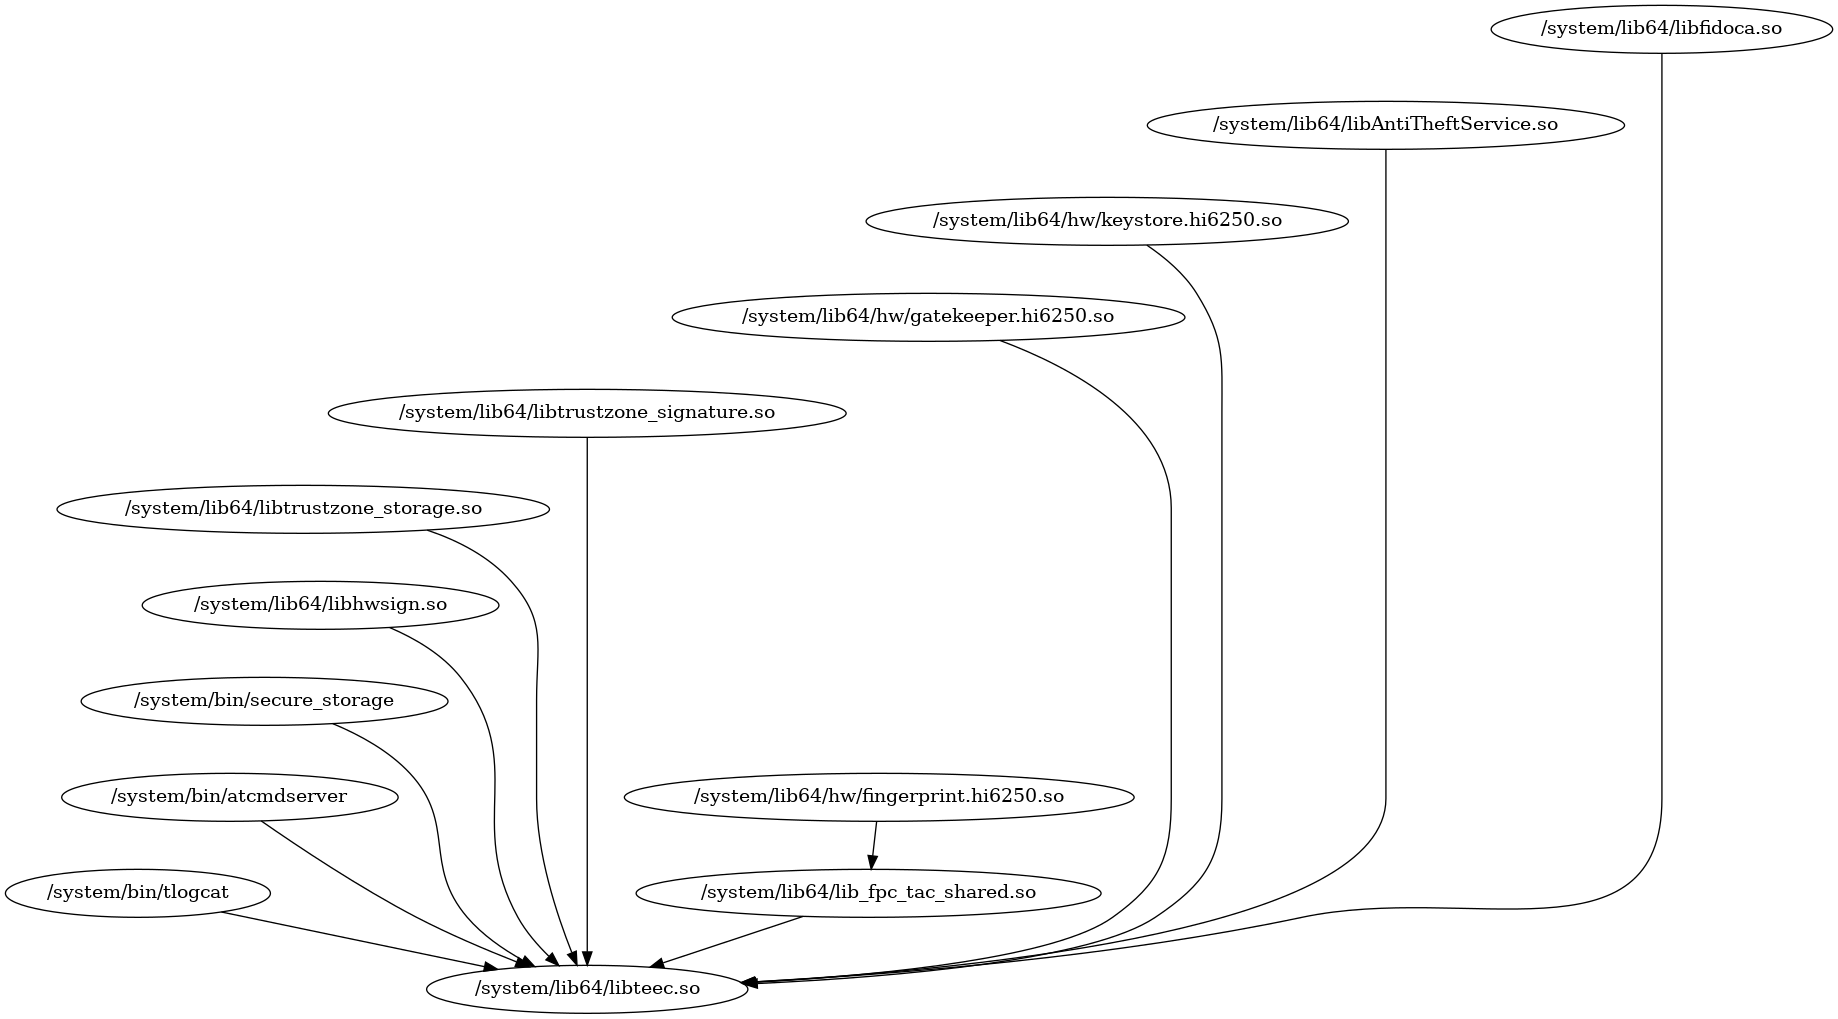 /system/lib64/libfidoca.so
/system/lib64/libAntiTheftService.so
/system/lib64/hw/keystore.hi6250.so
/system/lib64/hw/gatekeeper.hi6250.so
/system/lib64/libtrustzone_signature.so
/system/lib64/libtrustzone_storage.so
/system/lib64/libhwsign.so
/system/bin/secure_storage
/system/bin/atcmdserver
/system/lib64/hw/fingerprint.hi6250.so
/system/bin/tlogcat
/system/lib64/lib_fpc_tac_shared.so
/system/lib64/libteec.so